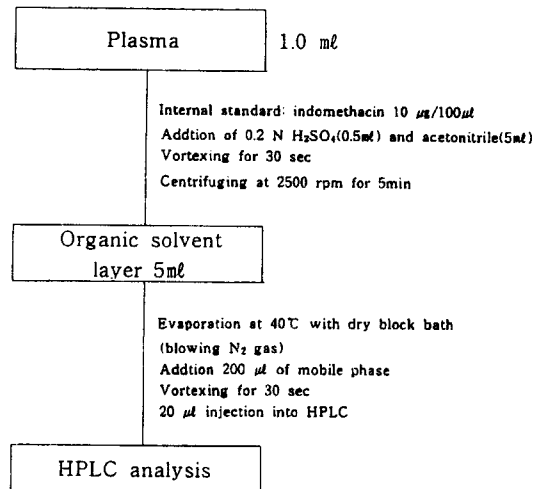 Plasma 1.0 ㎖
Internal standard: indomethacin 10 ㎍/100㎕
Addtion of 0.2 N H₂SO₄(0.5㎖) and acetonitrile(5㎖)
Vortexing for 30 sec
Centrifuging at 2500 rpm for 5min
Organic solvent
layer 5㎖
Evaporation at 40℃ with dry block bath
(blowing N₂ gas)
Addtion 200 ㎕ of mobile phase
Vortexing for 30 sec
20 ㎕ injection into HPLC
HPLC analysis